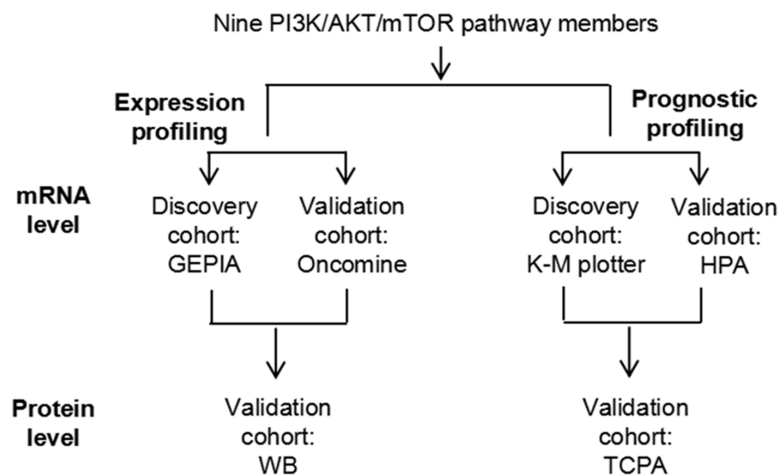 Nine PI3K/AKT/mTOR pathway members
Expression
profiling
Prognostic
profiling
mRNA
level
Discovery
cohort:
GEPIA
Validation
cohort:
Oncomine
Discovery
cohort:
K-M plotter
Validation
cohort:
HPA
Protein
level
Validation
cohort:
WB
Validation
cohort:
TCPA